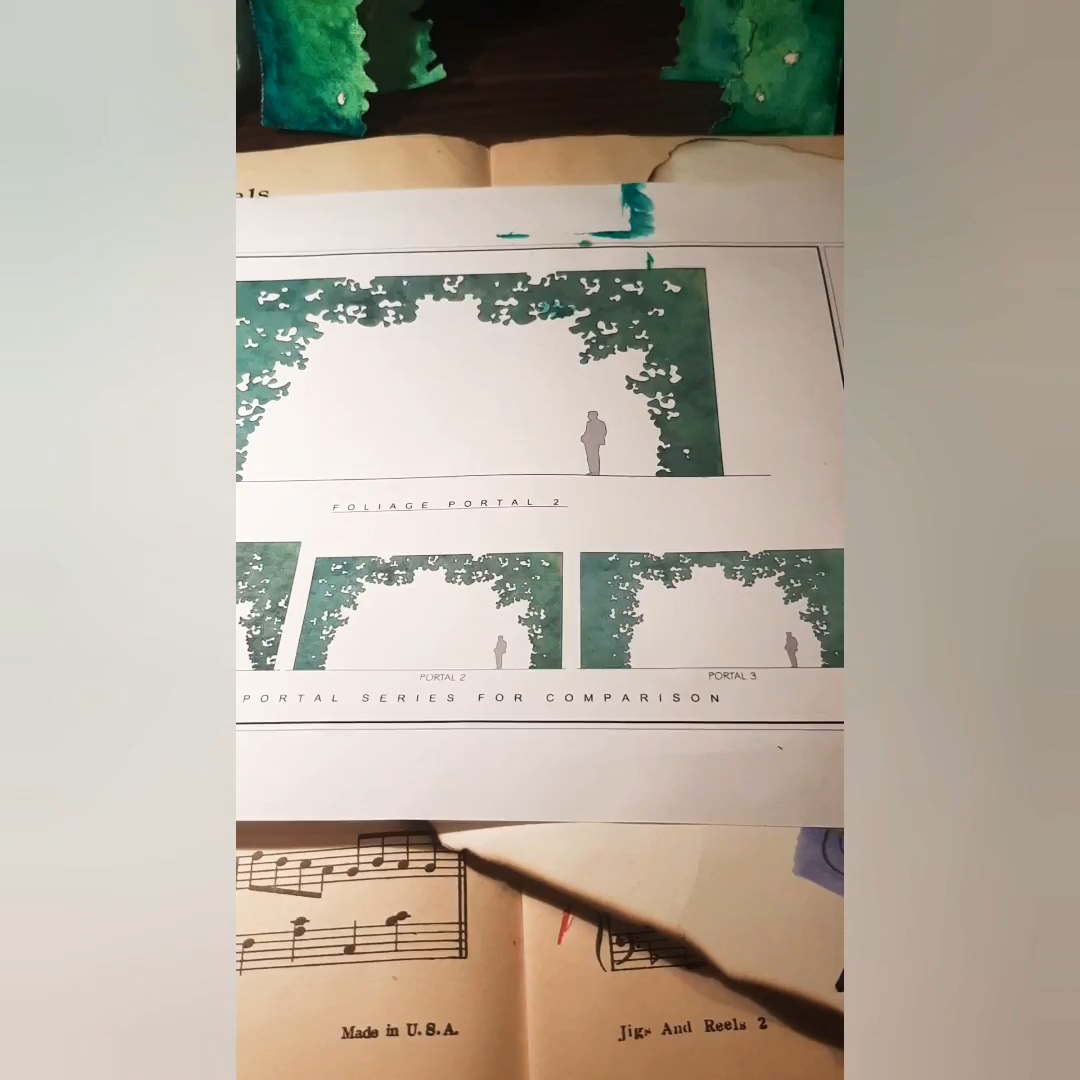 FOLIAGE PORTAL 2
PORTAL 2
PORTAL 3
PORTAL SERIES FOR COMPARISON
Made in U.S.A.
Jigs And Reels 2